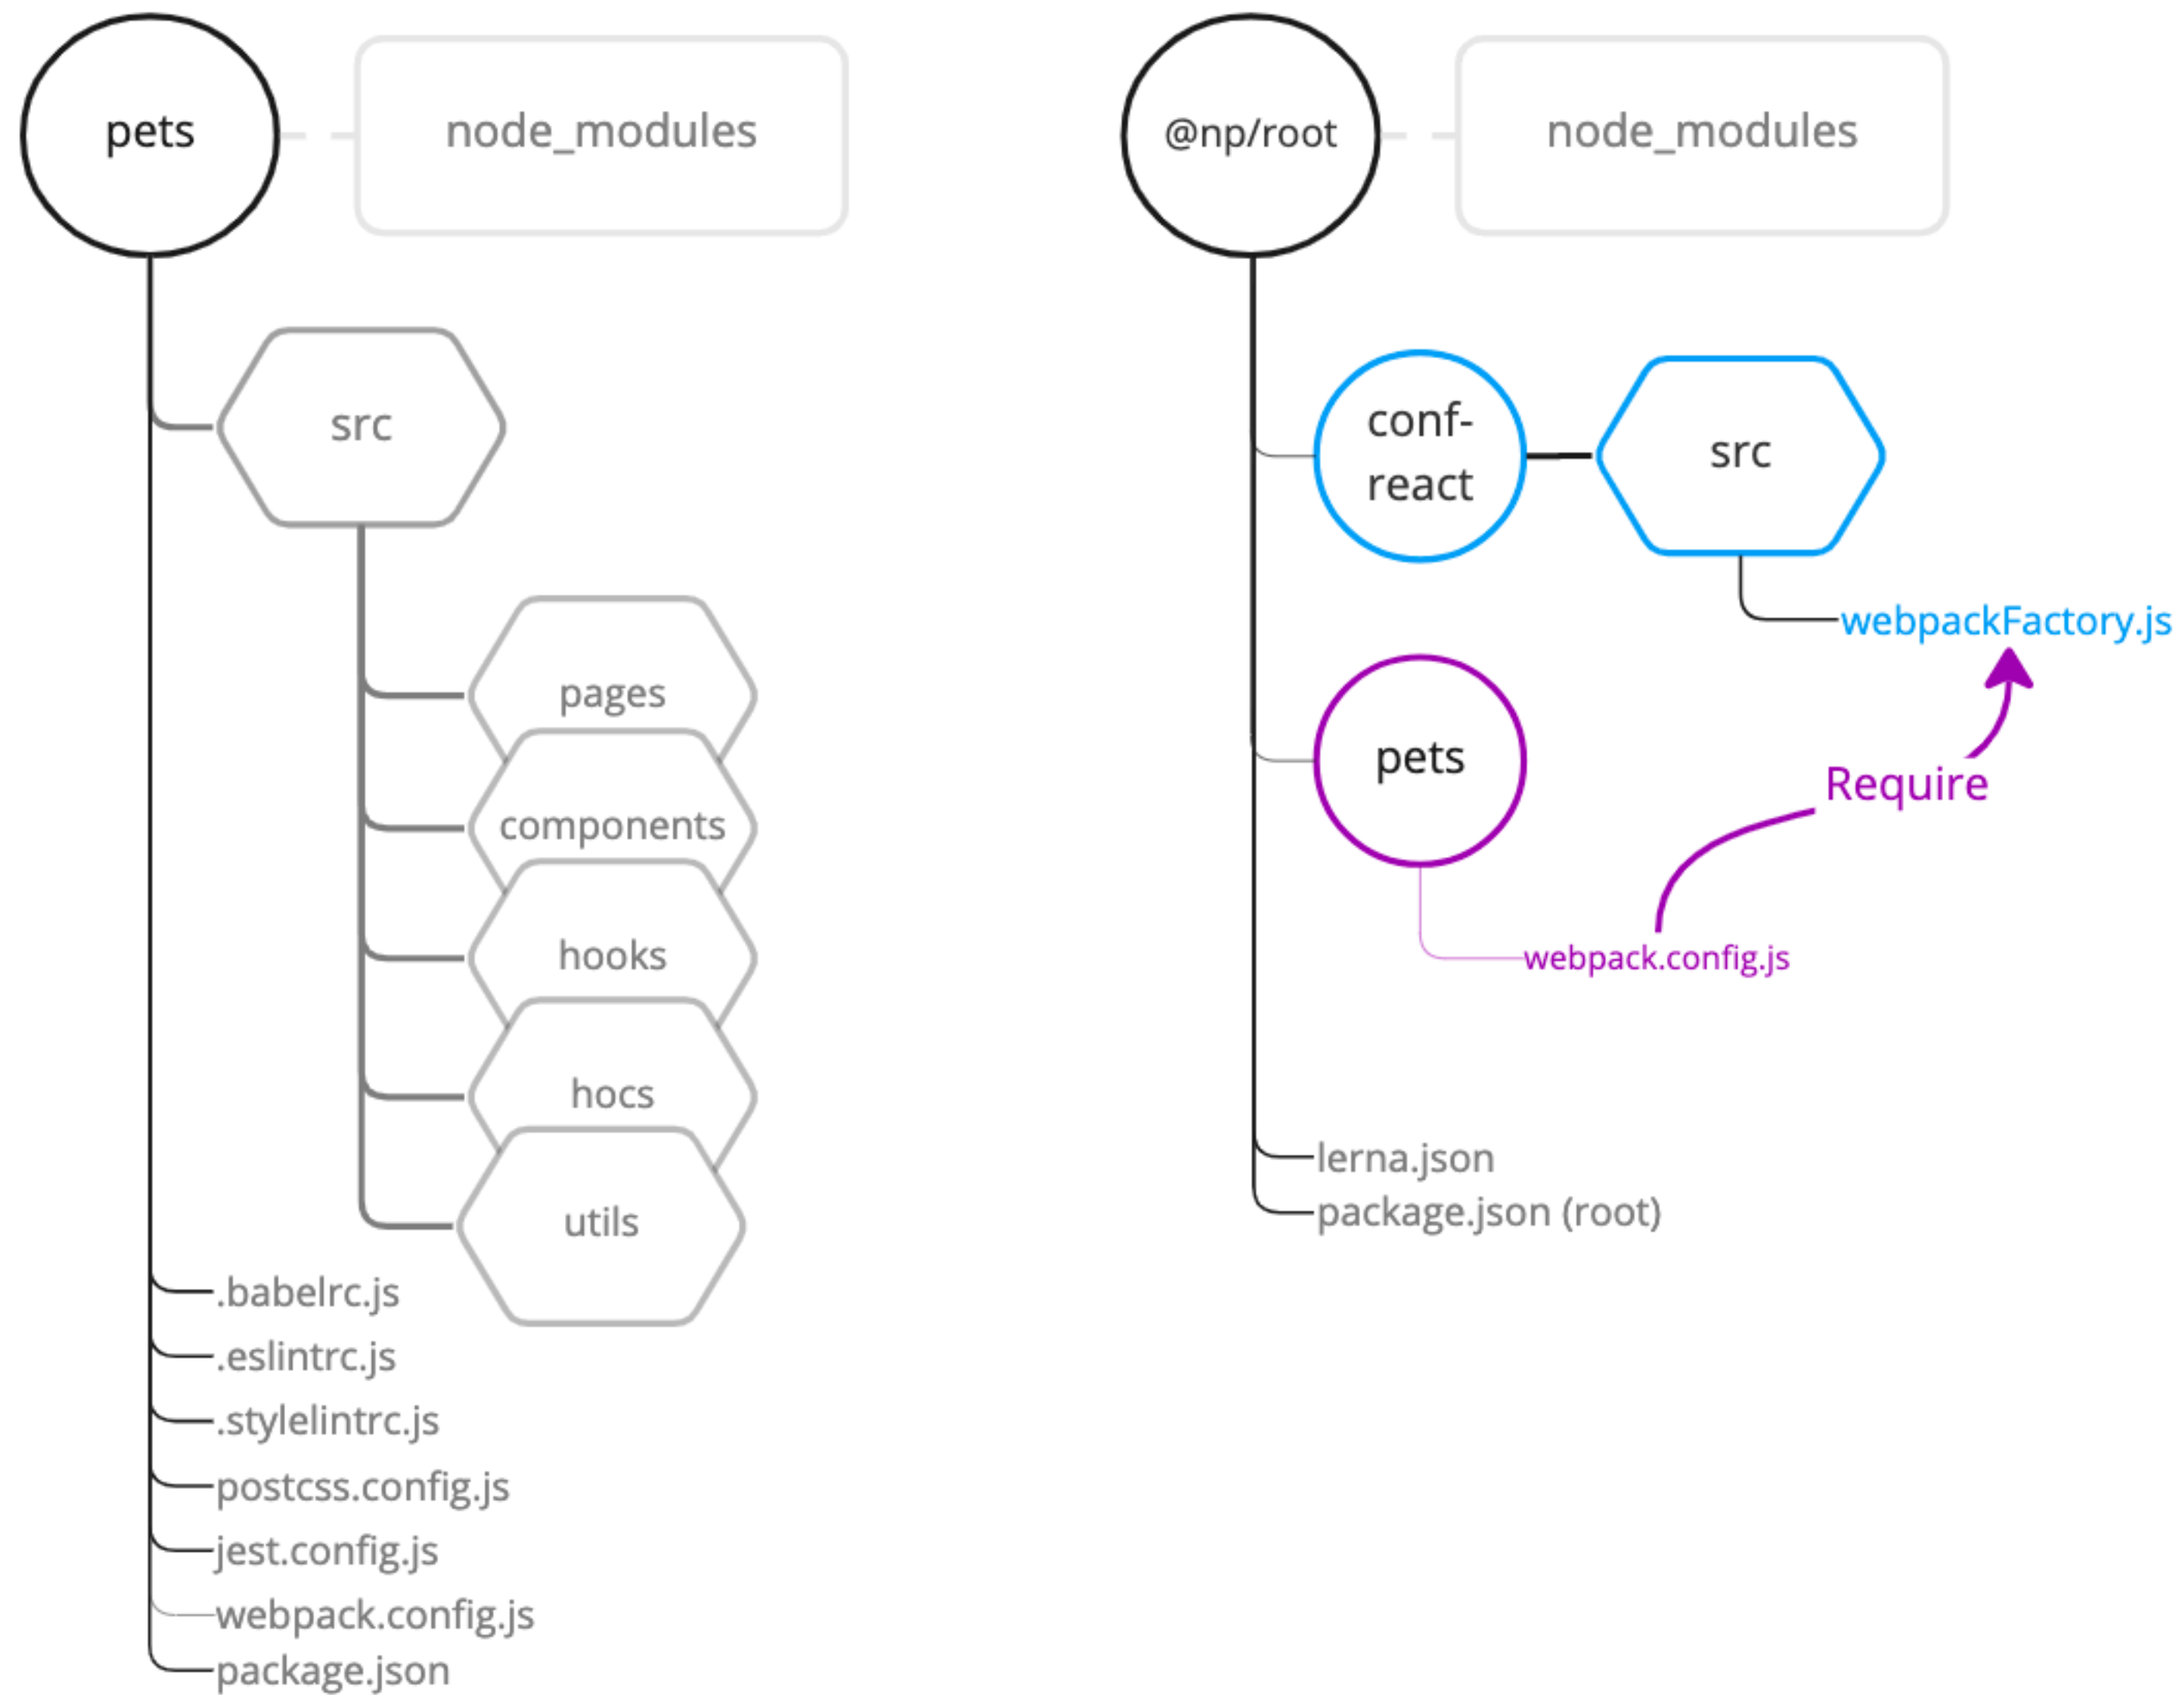 pets
node_modules
src
pages
components
hooks
hocs
utils
.babelrc.js
.eslintrc.js
.stylelintrc.js
postcss.config.js
jest.config.js
webpack.config.js
package.json
@np/root
node_modules
conf-
react
src
webpackFactory.js
pets
Require
webpack.config.js
lerna.json
package.json (root)